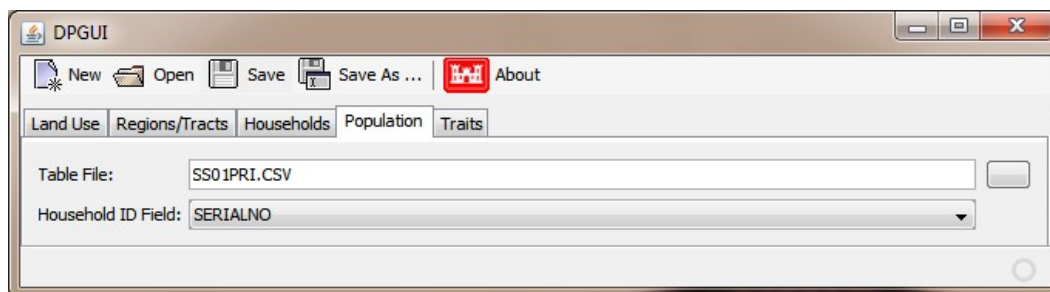 DPGUI
New Open Save Save As ... About
Land Use Regions/Tracts Households Population Traits
Table File: SS01PRI.CSV
Household ID Field: SERIALNO